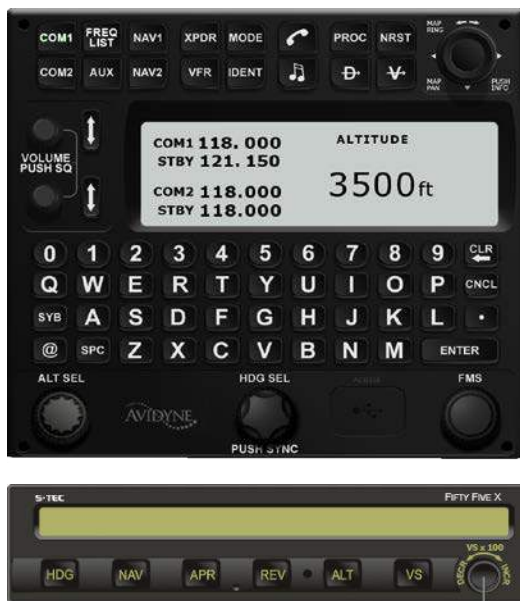 COM1 FREQ LIST NAV1 XPDR MODE PROC NRST MAP RING
COM2 AUX NAV2 VFR IDENT D V MAP PAN PUSH INFO
VOLUME
PUSH SQ
COM1 118.000
STBY 121.150
COM2 118.000
STBY 118.000
ALTITUDE
3500ft
0 1 2 3 4 5 6 7 8 9 CLR
Q W E R T Y U I O P CNCL
SYB A S D F G H J K L .
@ SPC Z X C V B N M ENTER
ALT SEL HDG SEL FMS
AVIDYNE
PUSH SYNC
S-TEC FIFTY FIVE X
VS x 100
DECR INCR
HDG NAV APR REV ALT VS